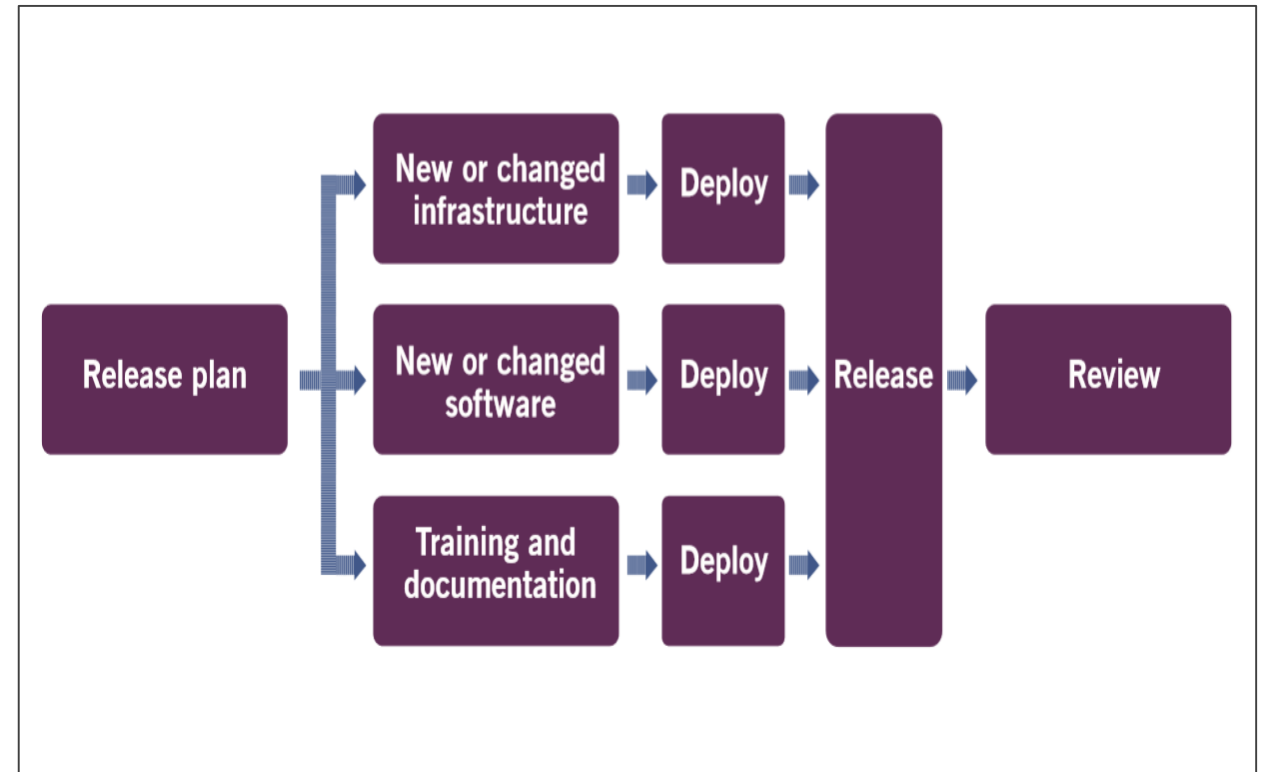 Release plan
New or changed
infrastructure
Deploy
New or changed
software
Deploy
Training and
documentation
Deploy
Release
Review